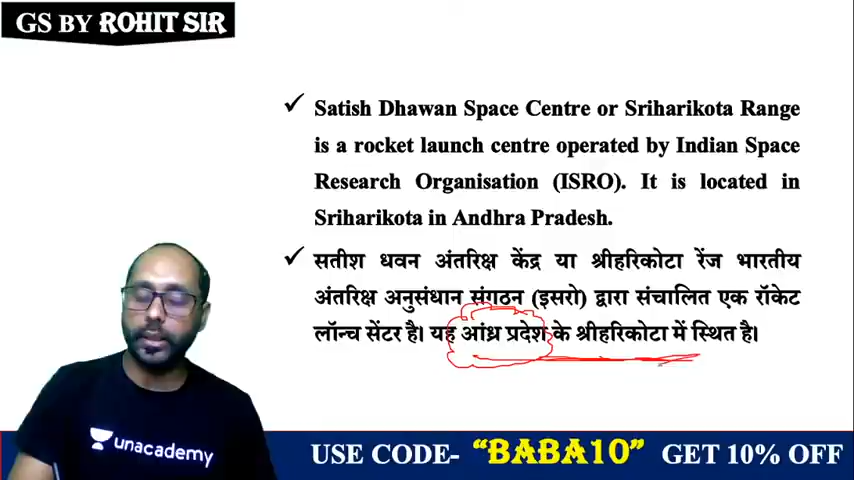 GS BY ROHIT SIR
✓ Satish Dhawan Space Centre or Sriharikota Range
is a rocket launch centre operated by Indian Space
Research Organisation (ISRO). It is located in
Sriharikota in Andhra Pradesh.
✓ सतीश धवन अंतरिक्ष केंद्र या श्रीहरिकोटा रेंज भारतीय
अंतरिक्ष अनुसंधान संगठन (इसरो) द्वारा संचालित एक रॉकेट
लॉन्च सेंटर है। यह आंध्र प्रदेश के श्रीहरिकोटा में स्थित है।
unacademy
USE CODE- “BABA10” GET 10% OFF